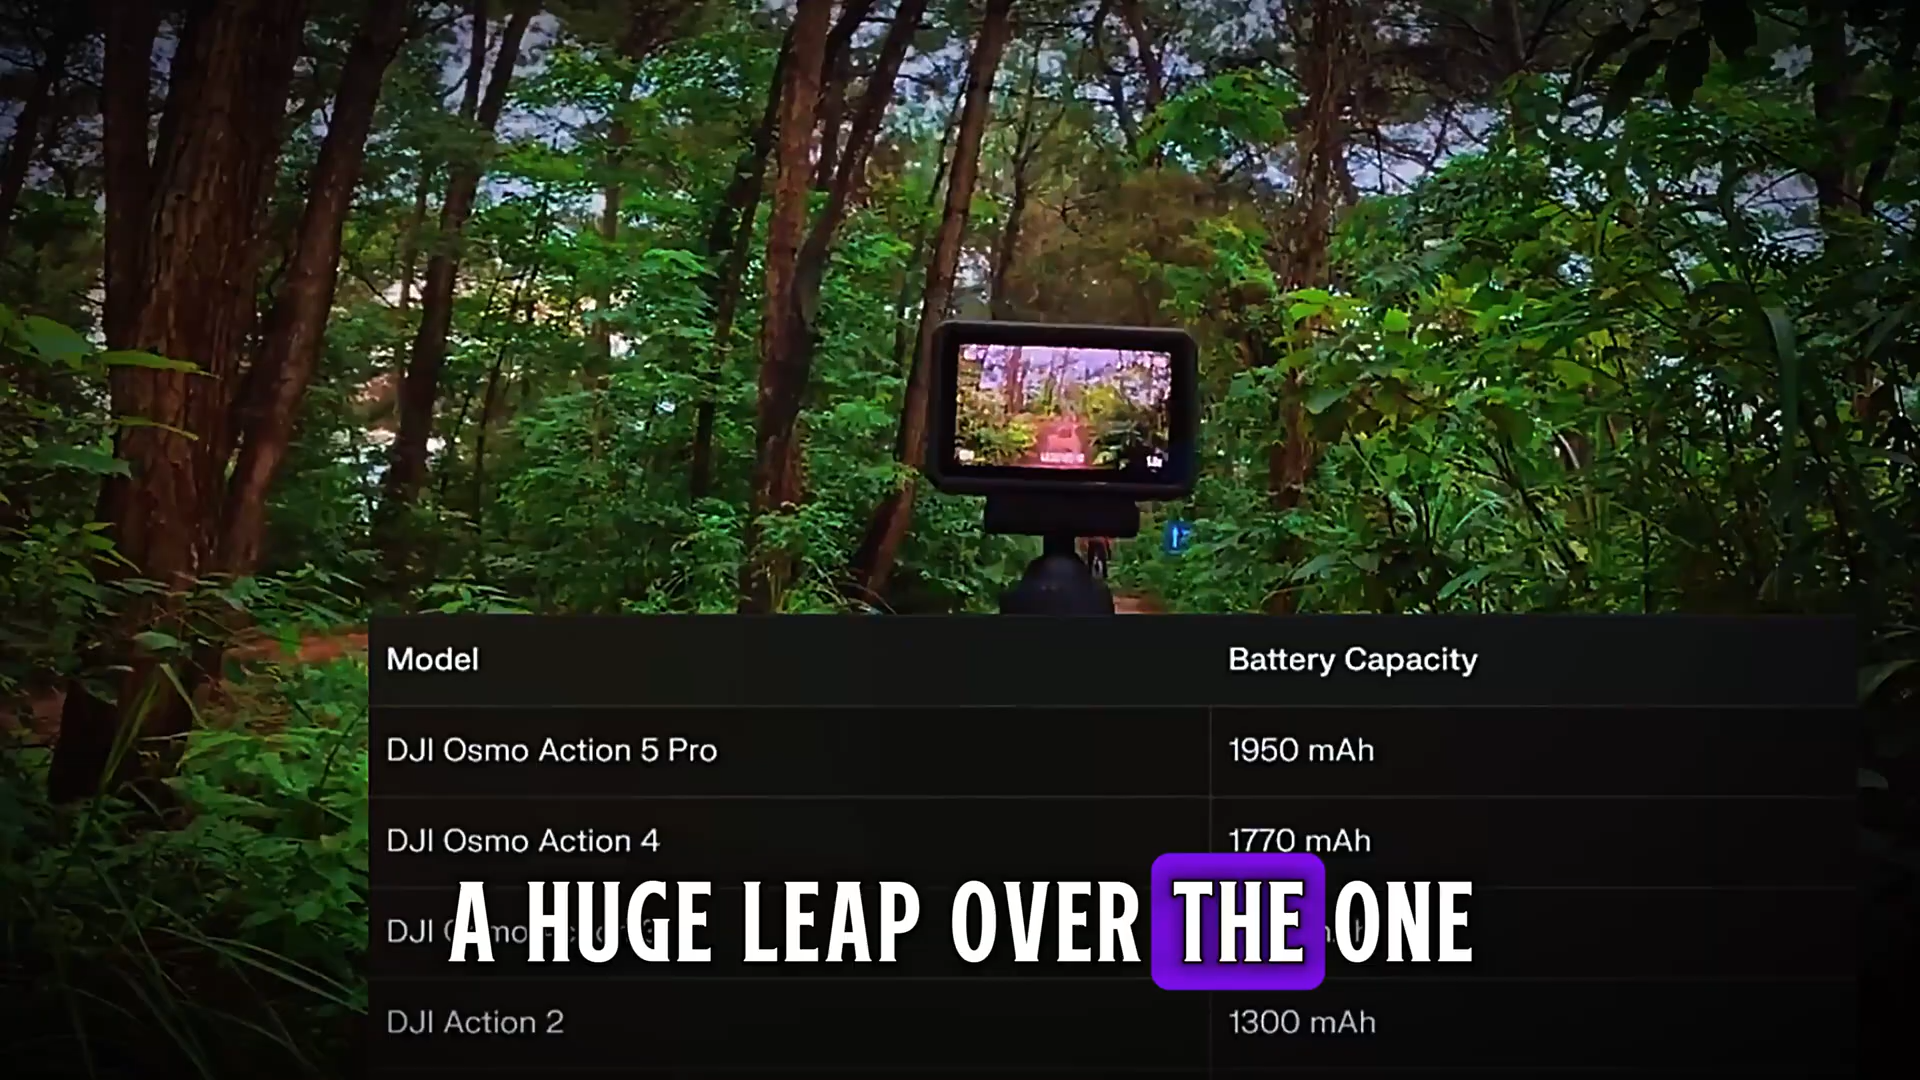 Model Battery Capacity
DJI Osmo Action 5 Pro 1950 mAh
DJI Osmo Action 4 1770 mAh
A HUGE LEAP OVER THE ONE
DJI
DJI Action 2 1300 mAh